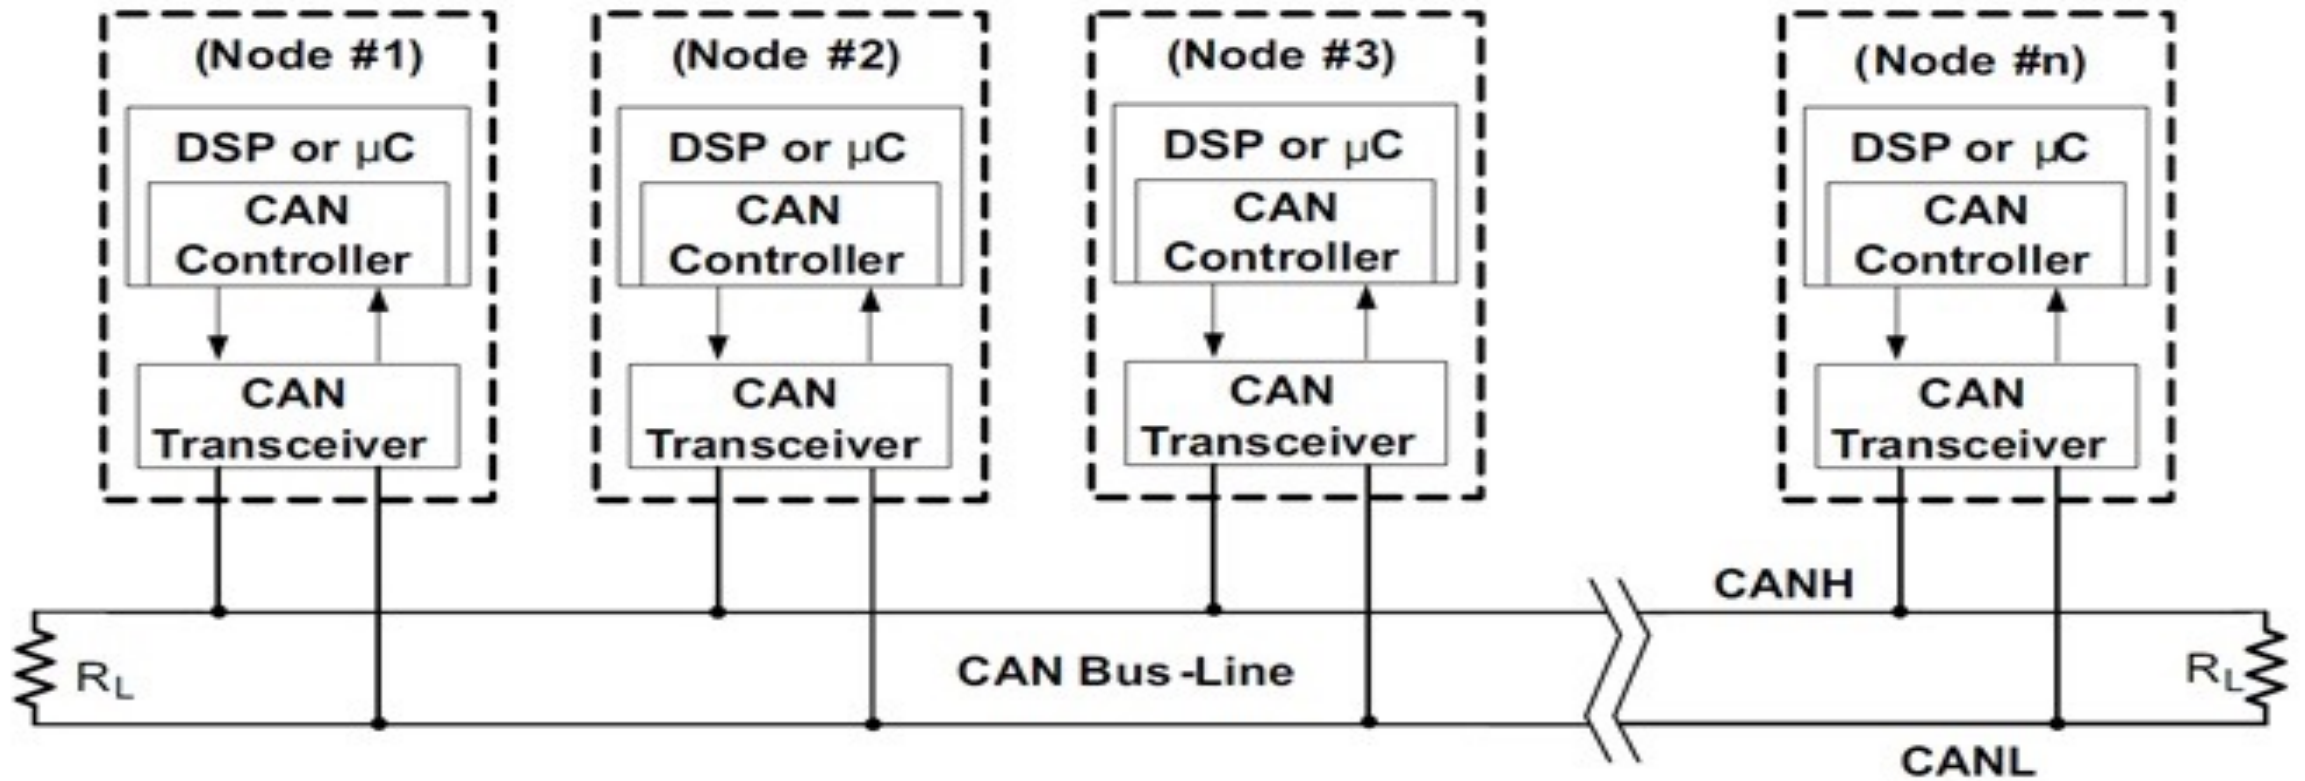 (Node #1)
DSP or µC
CAN
Controller
CAN
Transceiver
(Node #2)
DSP or µC
CAN
Controller
CAN
Transceiver
(Node #3)
DSP or µC
CAN
Controller
CAN
Transceiver
(Node #n)
DSP or µC
CAN
Controller
CAN
Transceiver
CANH
RL
CAN Bus-Line
RL
CANL